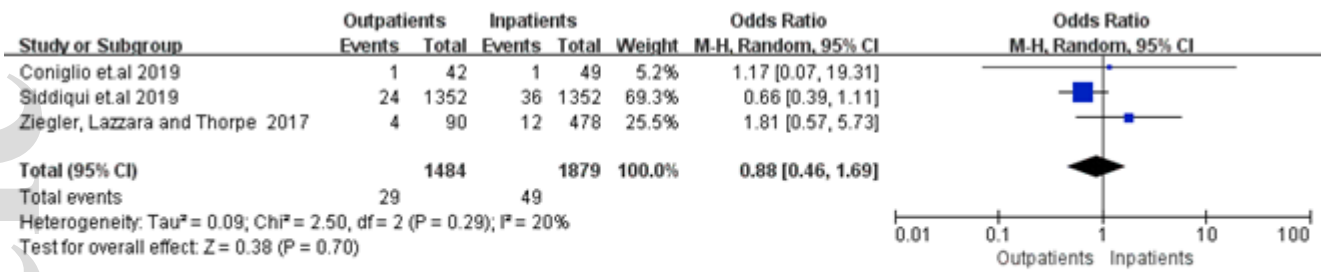 Outpatients Inpatients Odds Ratio Odds Ratio
Study or Subgroup Events Total Events Total Weight M-H, Random, 95% CI M-H, Random, 95% CI
Coniglio et.al 2019 1 42 1 49 5.2% 1.17 [0.07, 19.31]
Siddiqui et.al 2019 24 1352 36 1352 69.3% 0.66 [0.39, 1.11]
Ziegler, Lazzara and Thorpe 2017 4 90 12 478 25.5% 1.81 [0.57, 5.73]
Total (95% CI) 1484 1879 100.0% 0.88 [0.46, 1.69]
Total events 29 49
Heterogeneity: Tau² = 0.09; Chi² = 2.50, df = 2 (P = 0.29); I² = 20%
Test for overall effect: Z = 0.38 (P = 0.70)
0.01 0.1 1 10 100
Outpatients Inpatients